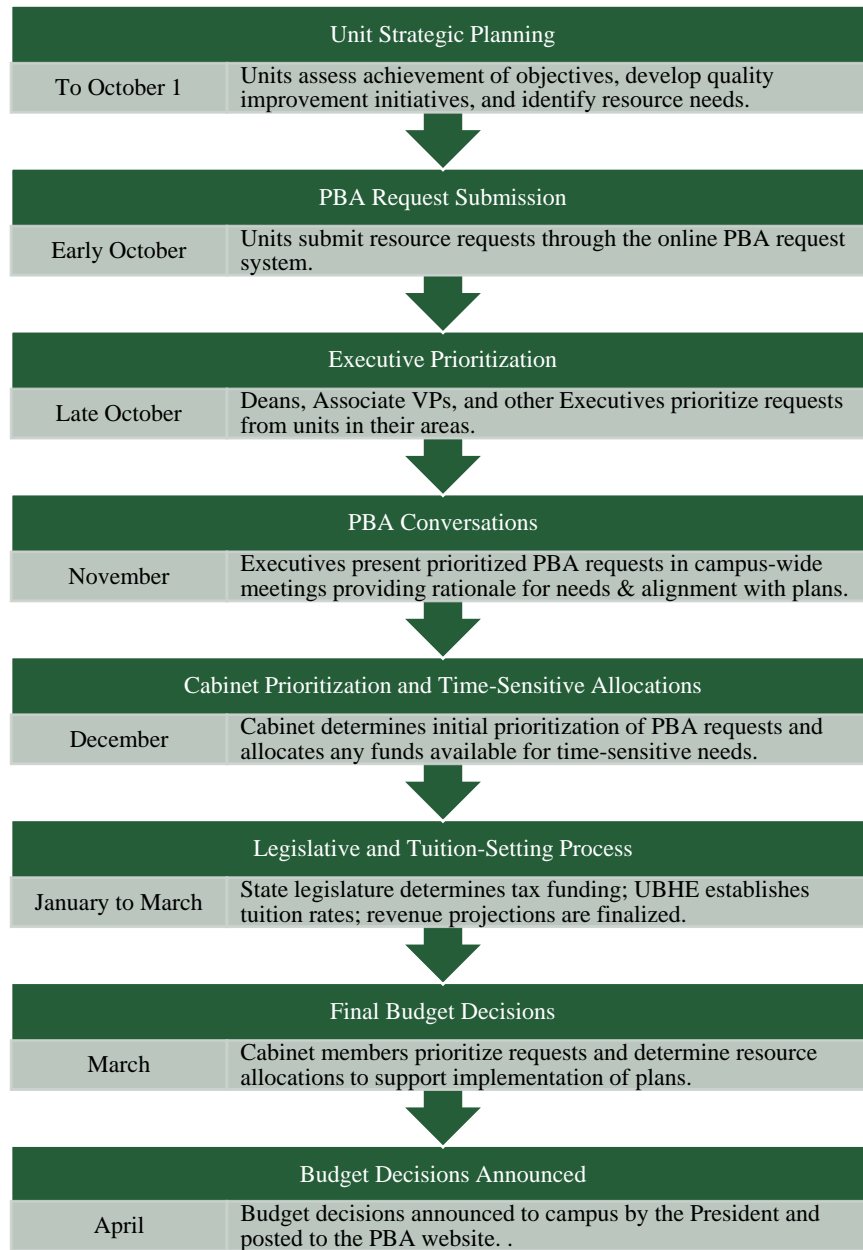 Unit Strategic Planning
To October 1
Units assess achievement of objectives, develop quality
improvement initiatives, and identify resource needs.
PBA Request Submission
Early October
Units submit resource requests through the online PBA request
system.
Executive Prioritization
Late October
Deans, Associate VPs, and other Executives prioritize requests
from units in their areas.
PBA Conversations
November
Executives present prioritized PBA requests in campus-wide
meetings providing rationale for needs & alignment with plans.
Cabinet Prioritization and Time-Sensitive Allocations
December
Cabinet determines initial prioritization of PBA requests and
allocates any funds available for time-sensitive needs.
Legislative and Tuition-Setting Process
January to March
State legislature determines tax funding; UBHE establishes
tuition rates; revenue projections are finalized.
Final Budget Decisions
March
Cabinet members prioritize requests and determine resource
allocations to support implementation of plans.
Budget Decisions Announced
April
Budget decisions announced to campus by the President and
posted to the PBA website. .